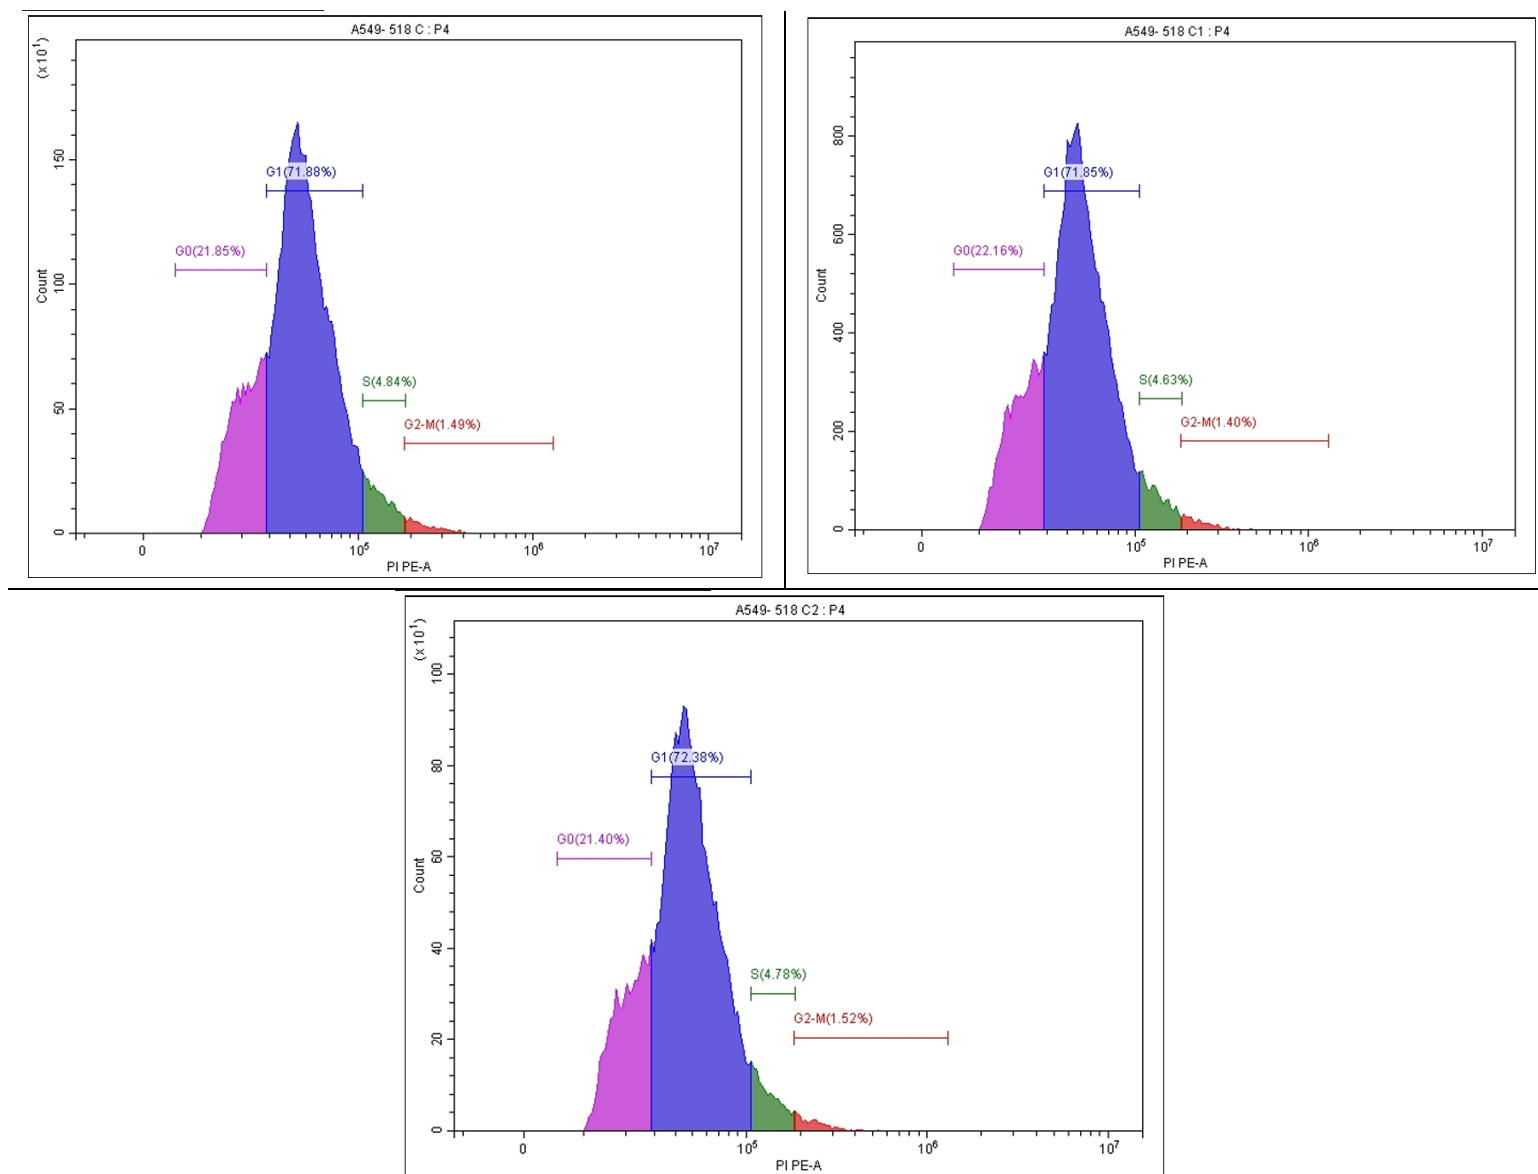 A549- 518 C : P4
(x 10¹)
150
100
50
0
Count
G1(71.88%)
G0(21.85%)
S(4.84%)
G2-M(1.49%)
0
10⁵
10⁶
10⁷
PI PE-A
A549- 518 C1 : P4
800
600
400
200
0
Count
G1(71.85%)
G0(22.16%)
S(4.63%)
G2-M(1.40%)
0
10⁵
10⁶
10⁷
PI PE-A
A549- 518 C2 : P4
(x 10¹)
100
80
60
40
20
0
Count
G1(72.38%)
G0(21.40%)
S(4.78%)
G2-M(1.52%)
0
10⁵
10⁶
10⁷
PI PE-A